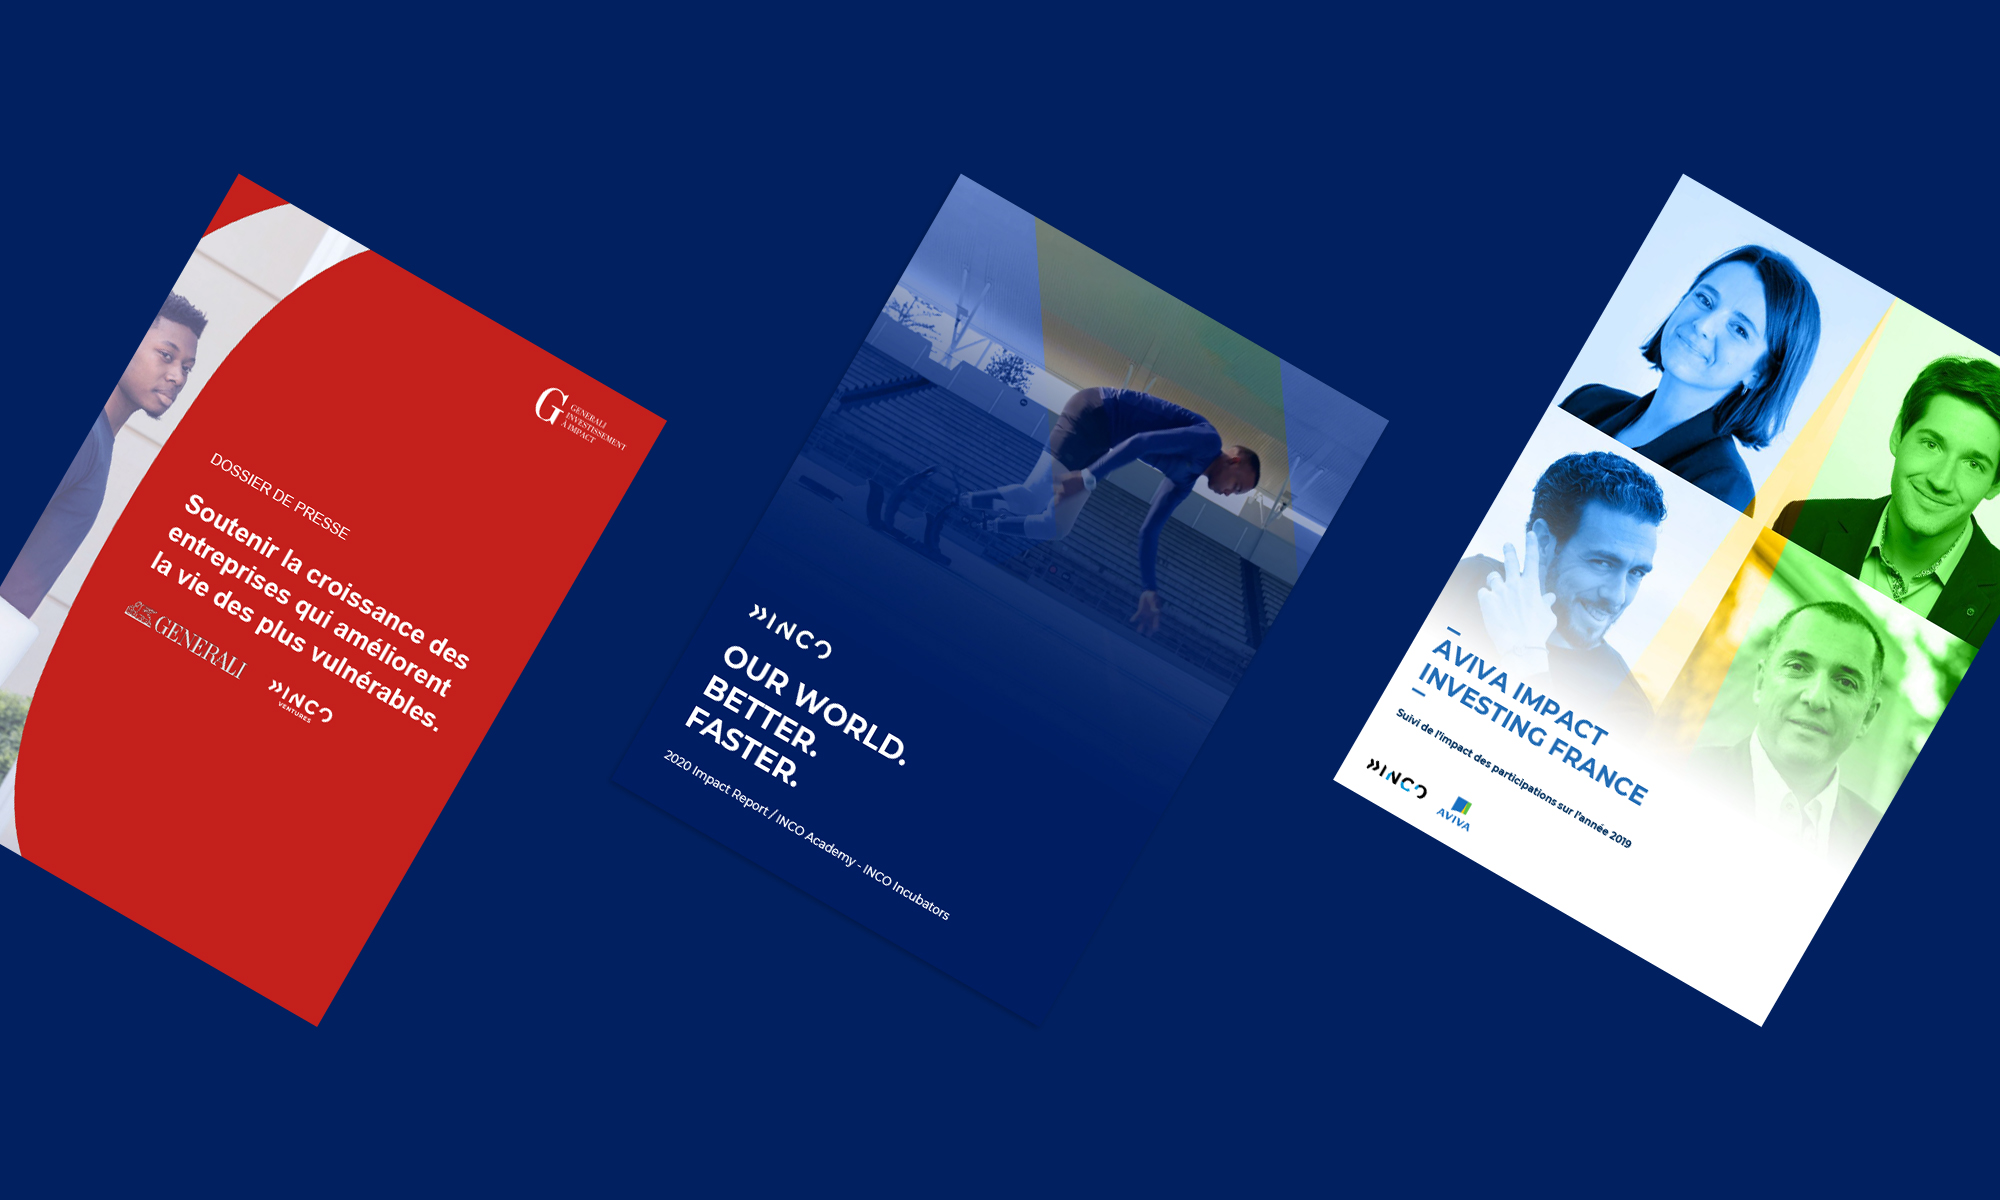 GENERALI
INVESTISSEMENT
À IMPACT
DOSSIER DE PRESSE
Soutenir la croissance des
entreprises qui améliorent
la vie des plus vulnérables.
GENERALI
INCO
VENTURES
INCO
OUR WORLD.
BETTER.
FASTER.
2020 Impact Report / INCO Academy - INCO Incubators
AVIVA IMPACT
INVESTING FRANCE
Suivi de l'impact des participations sur l'année 2019
INCO
AVIVA